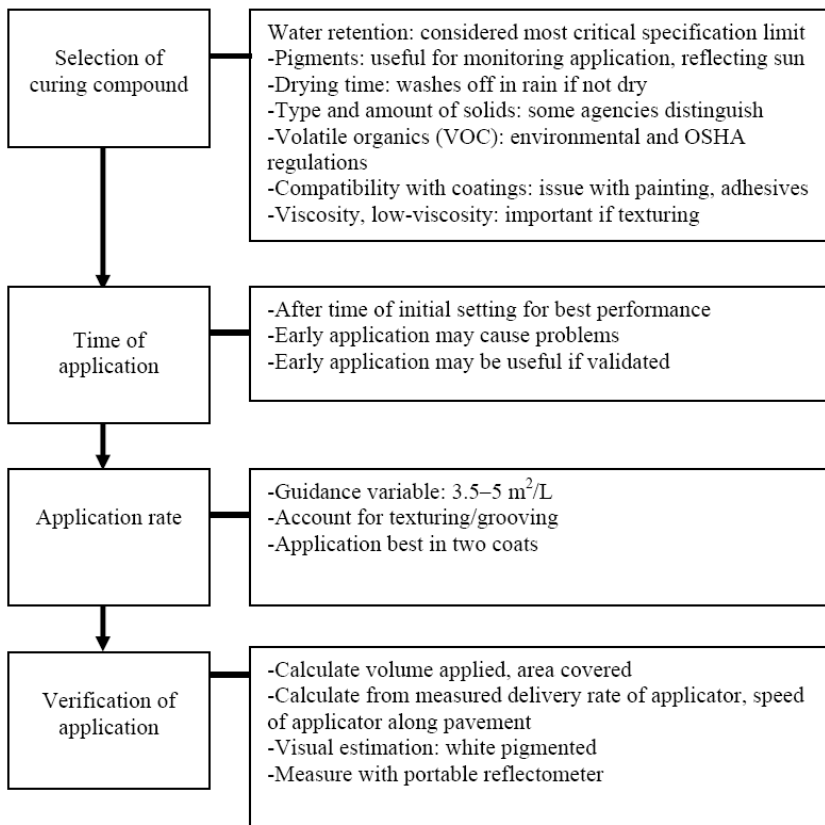 Selection of
curing compound
Water retention: considered most critical specification limit
-Pigments: useful for monitoring application, reflecting sun
-Drying time: washes off in rain if not dry
-Type and amount of solids: some agencies distinguish
-Volatile organics (VOC): environmental and OSHA
regulations
-Compatibility with coatings: issue with painting, adhesives
-Viscosity, low-viscosity: important if texturing
Time of
application
-After time of initial setting for best performance
-Early application may cause problems
-Early application may be useful if validated
Application rate
-Guidance variable: 3.5–5 m²/L
-Account for texturing/grooving
-Application best in two coats
Verification of
application
-Calculate volume applied, area covered
-Calculate from measured delivery rate of applicator, speed
of applicator along pavement
-Visual estimation: white pigmented
-Measure with portable reflectometer